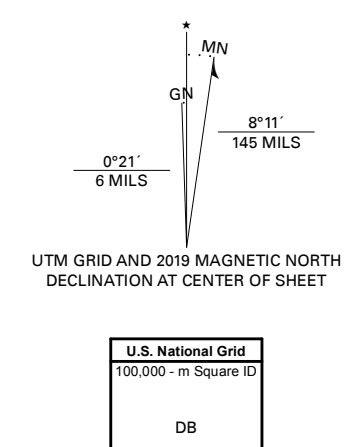 ★
MN
GN
8°11´
145 MILS
0°21´
6 MILS
UTM GRID AND 2019 MAGNETIC NORTH
DECLINATION AT CENTER OF SHEET
U.S. National Grid
100,000 - m Square ID
DB